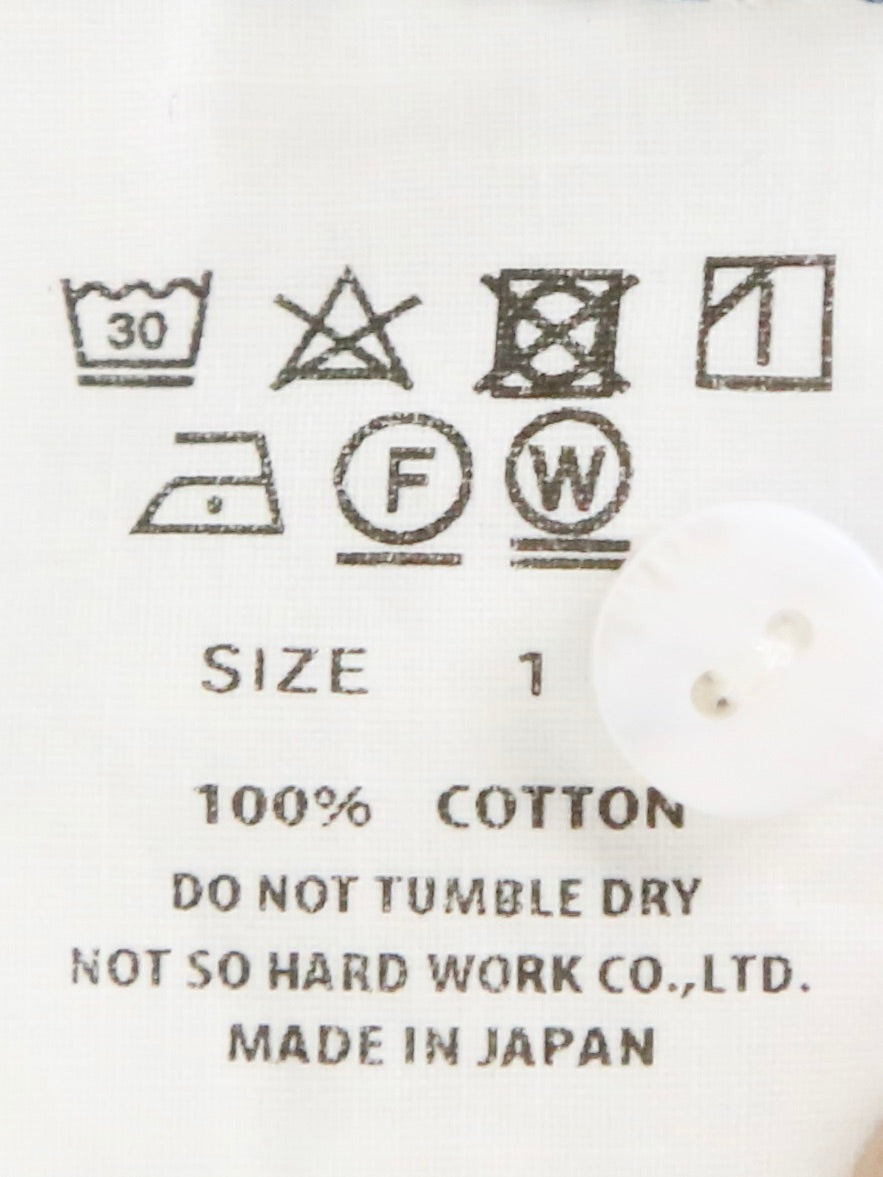 30
F W
SIZE 1
100% COTTON
DO NOT TUMBLE DRY
NOT SO HARD WORK CO.,LTD.
MADE IN JAPAN